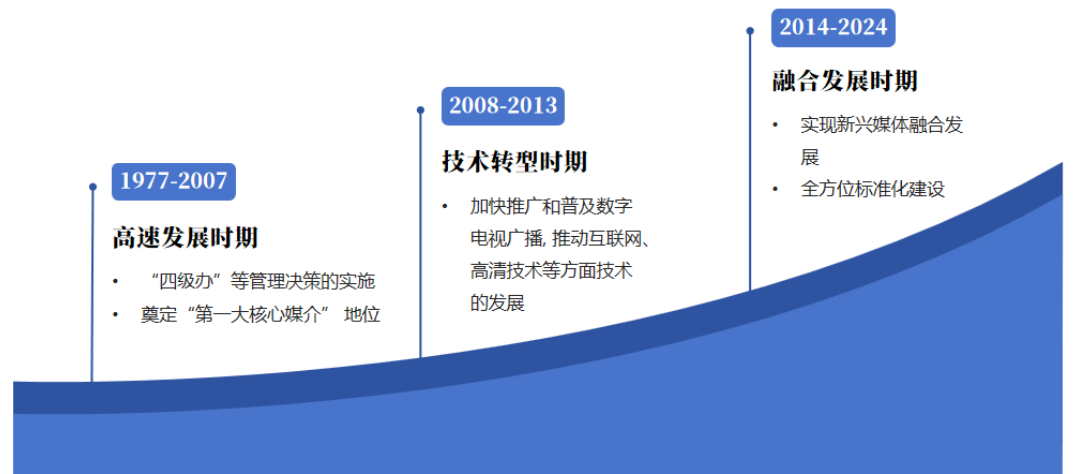 1977-2007
高速发展时期
• “四级办”等管理决策的实施
• 奠定“第一大核心媒介” 地位
2008-2013
技术转型时期
• 加快推广和普及数字
电视广播, 推动互联网、
高清技术等方面技术
的发展
2014-2024
融合发展时期
• 实现新兴媒体融合发
展
• 全方位标准化建设